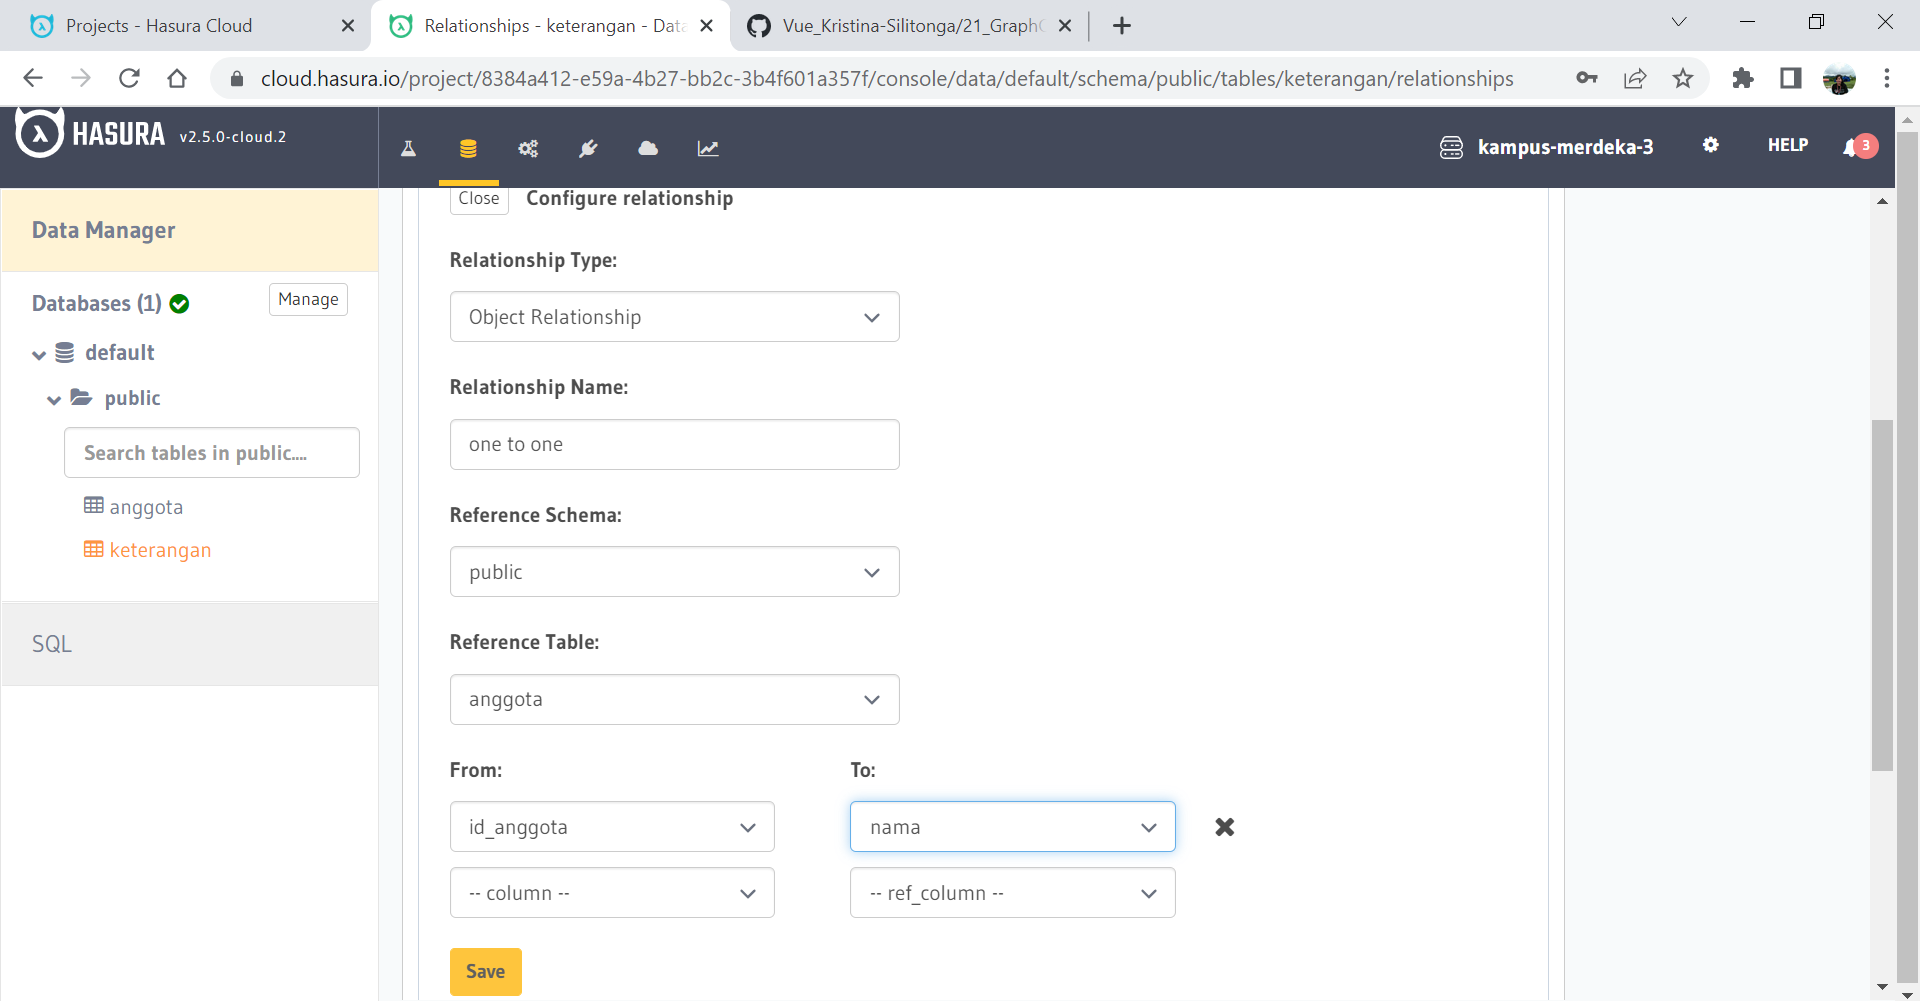 Projects - Hasura Cloud
Relationships - keterangan - Data
Vue_Kristina-Silitonga/21_GraphQ
cloud.hasura.io/project/8384a412-e59a-4b27-bb2c-3b4f601a357f/console/data/default/schema/public/tables/keterangan/relationships
HASURA v2.5.0-cloud.2
kampus-merdeka-3
HELP
3
Data Manager
Databases (1)
Manage
default
public
Search tables in public....
anggota
keterangan
SQL
Close
Configure relationship
Relationship Type:
Object Relationship
Relationship Name:
one to one
Reference Schema:
public
Reference Table:
anggota
From:
To:
id_anggota
nama
-- column --
-- ref_column --
Save